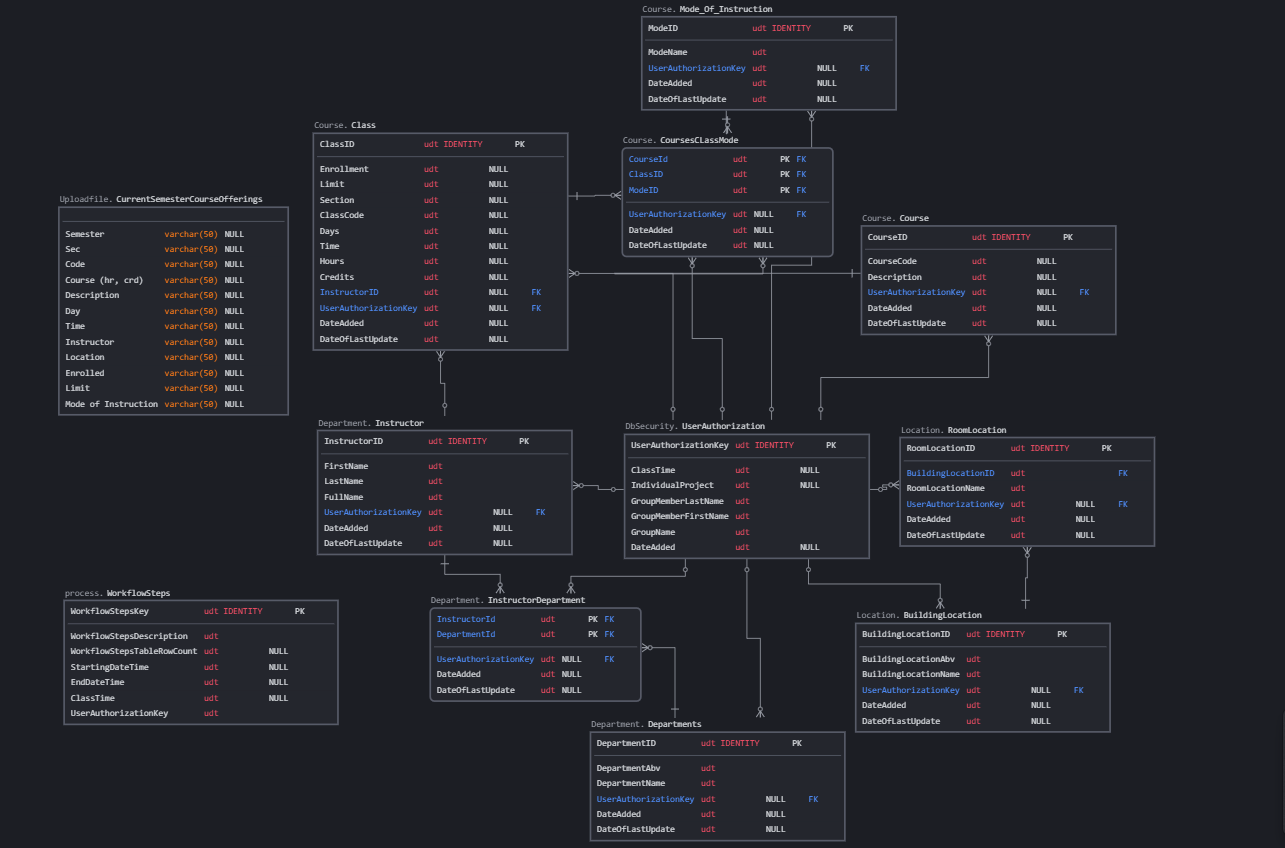 Course. Mode_Of_Instruction
ModeID udt IDENTITY PK
ModeName udt
UserAuthorizationKey udt NULL FK
DateAdded udt NULL
DateOfLastUpdate udt NULL
Course. Class
ClassID udt IDENTITY PK
Enrollment udt NULL
Limit udt NULL
Section udt NULL
ClassCode udt NULL
Days udt NULL
Time udt NULL
Hours udt NULL
Credits udt NULL
InstructorID udt NULL FK
UserAuthorizationKey udt NULL FK
DateAdded udt NULL
DateOfLastUpdate udt NULL
Course. CoursesCLassMode
CourseId udt PK FK
ClassID udt PK FK
ModeID udt PK FK
UserAuthorizationKey udt NULL FK
DateAdded udt NULL
DateOfLastUpdate udt NULL
Uploadfile. CurrentSemesterCourseOfferings
Semester varchar(50) NULL
Sec varchar(50) NULL
Code varchar(50) NULL
Course (hr, crd) varchar(50) NULL
Description varchar(50) NULL
Day varchar(50) NULL
Time varchar(50) NULL
Instructor varchar(50) NULL
Location varchar(50) NULL
Enrolled varchar(50) NULL
Limit varchar(50) NULL
Mode of Instruction varchar(50) NULL
Course. Course
CourseID udt IDENTITY PK
CourseCode udt NULL
Description udt NULL
UserAuthorizationKey udt NULL FK
DateAdded udt NULL
DateOfLastUpdate udt NULL
Department. Instructor
InstructorID udt IDENTITY PK
FirstName udt
LastName udt
FullName udt
UserAuthorizationKey udt NULL FK
DateAdded udt NULL
DateOfLastUpdate udt NULL
DbSecurity. UserAuthorization
UserAuthorizationKey udt IDENTITY PK
ClassTime udt NULL
IndividualProject udt NULL
GroupMemberLastName udt
GroupMemberFirstName udt
GroupName udt
DateAdded udt NULL
Location. RoomLocation
RoomLocationID udt IDENTITY PK
BuildingLocationID udt FK
RoomLocationName udt
UserAuthorizationKey udt NULL FK
DateAdded udt NULL
DateOfLastUpdate udt NULL
process. WorkflowSteps
WorkflowStepsKey udt IDENTITY PK
WorkflowStepsDescription udt
WorkflowStepsTableRowCount udt NULL
StartingDateTime udt NULL
EndDateTime udt NULL
ClassTime udt NULL
UserAuthorizationKey udt
Department. InstructorDepartment
InstructorId udt PK FK
DepartmentId udt PK FK
UserAuthorizationKey udt NULL FK
DateAdded udt NULL
DateOfLastUpdate udt NULL
Location. BuildingLocation
BuildingLocationID udt IDENTITY PK
BuildingLocationAbv udt
BuildingLocationName udt
UserAuthorizationKey udt NULL FK
DateAdded udt NULL
DateOfLastUpdate udt NULL
Department. Departments
DepartmentID udt IDENTITY PK
DepartmentAbv udt
DepartmentName udt
UserAuthorizationKey udt NULL FK
DateAdded udt NULL
DateOfLastUpdate udt NULL